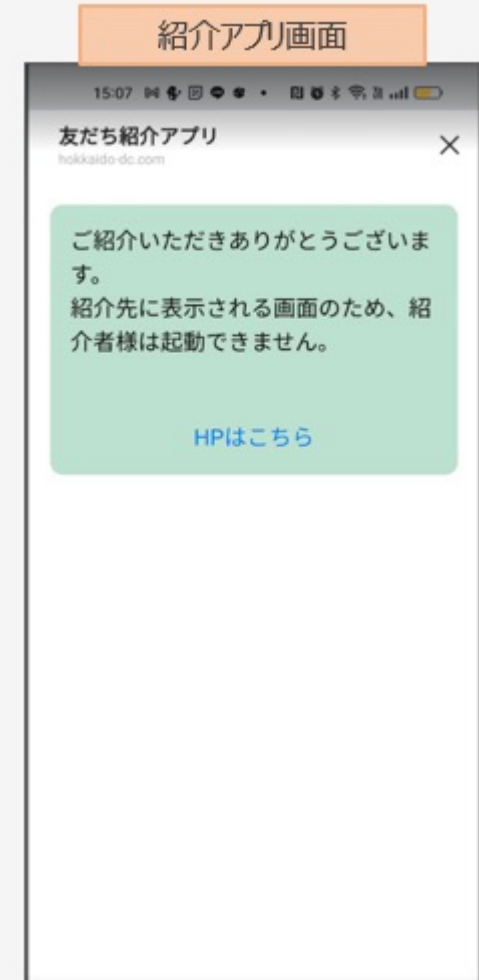 紹介アプリ画面
15:07
友だち紹介アプリ
hokkaido-dc.com
ご紹介いただきありがとうございま
す。
紹介先に表示される画面のため、紹
介者様は起動できません。
HPはこちら